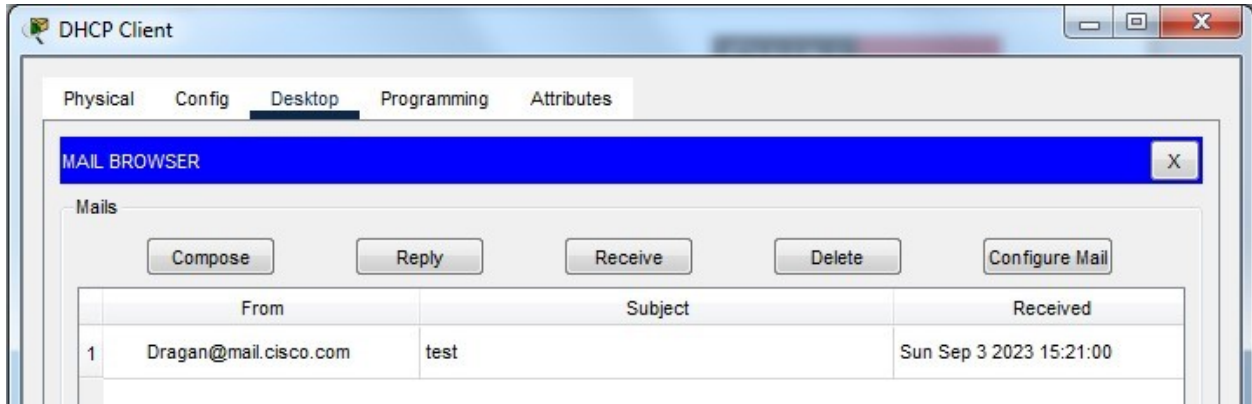 DHCP Client
X
Physical Config Desktop Programming Attributes
MAIL BROWSER X
Mails
Compose Reply Receive Delete Configure Mail
From Subject Received
1 Dragan@mail.cisco.com test Sun Sep 3 2023 15:21:00